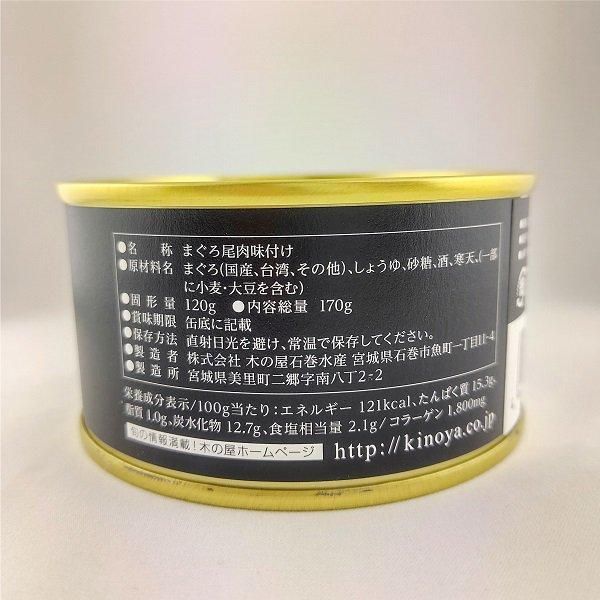 ●名　称 まぐろ尾肉味付け
●原材料名 まぐろ(国産、台湾、その他)、しょうゆ、砂糖、酒、寒天、(一部
に小麦・大豆を含む)
●固形量 120g ●内容総量 170g
●賞味期限 缶底に記載
●保存方法 直射日光を避け、常温で保存してください。
●製造者 株式会社 木の屋石巻水産 宮城県石巻市魚町一丁目11-4
●製造所 宮城県美里町二郷字南八丁2-2
栄養成分表示/100g当たり:エネルギー 121kcal、たんぱく質 15.3g、
脂質 1.0g、炭水化物 12.7g、食塩相当量 2.1g/コラーゲン 1,800mg
旬の情報満載!木の屋ホームページ http://kinoya.co.jp